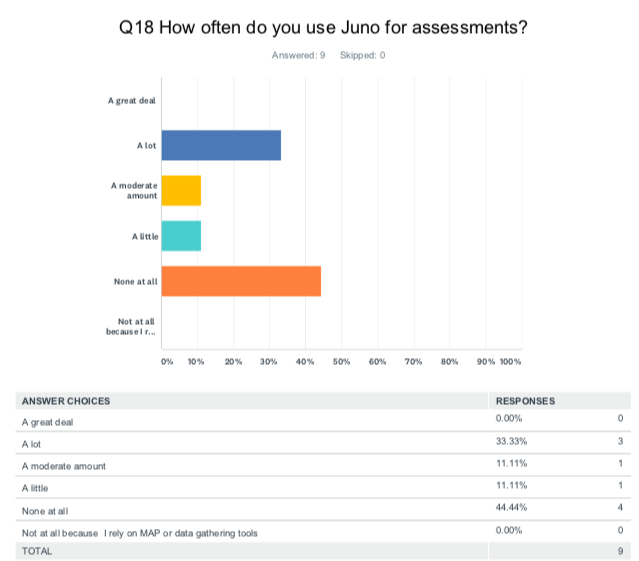 Q18 How often do you use Juno for assessments?
Answered: 9 Skipped: 0
A great deal
A lot
A moderate
amount
A little
None at all
Not at all
because I r...
0% 10% 20% 30% 40% 50% 60% 70% 80% 90% 100%
ANSWER CHOICES RESPONSES
A great deal 0.00% 0
A lot 33.33% 3
A moderate amount 11.11% 1
A little 11.11% 1
None at all 44.44% 4
Not at all because I rely on MAP or data gathering tools 0.00% 0
TOTAL 9